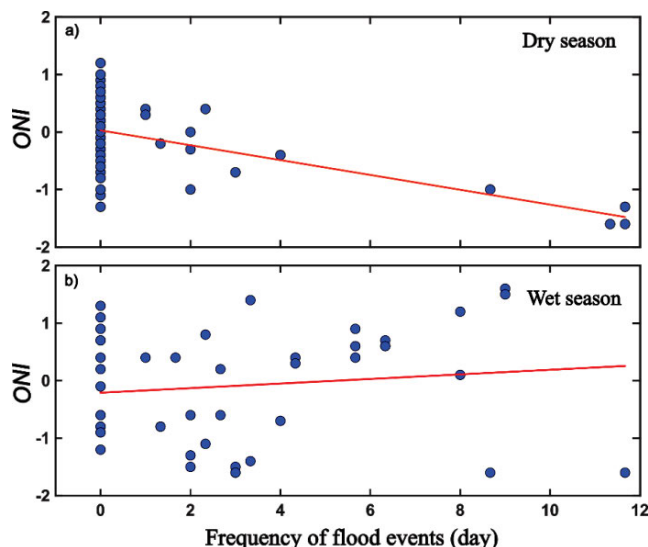 a)
Dry season
2
1
0
-1
-2
ONI
b)
Wet season
2
1
0
-1
-2
ONI
0 2 4 6 8 10 12
Frequency of flood events (day)